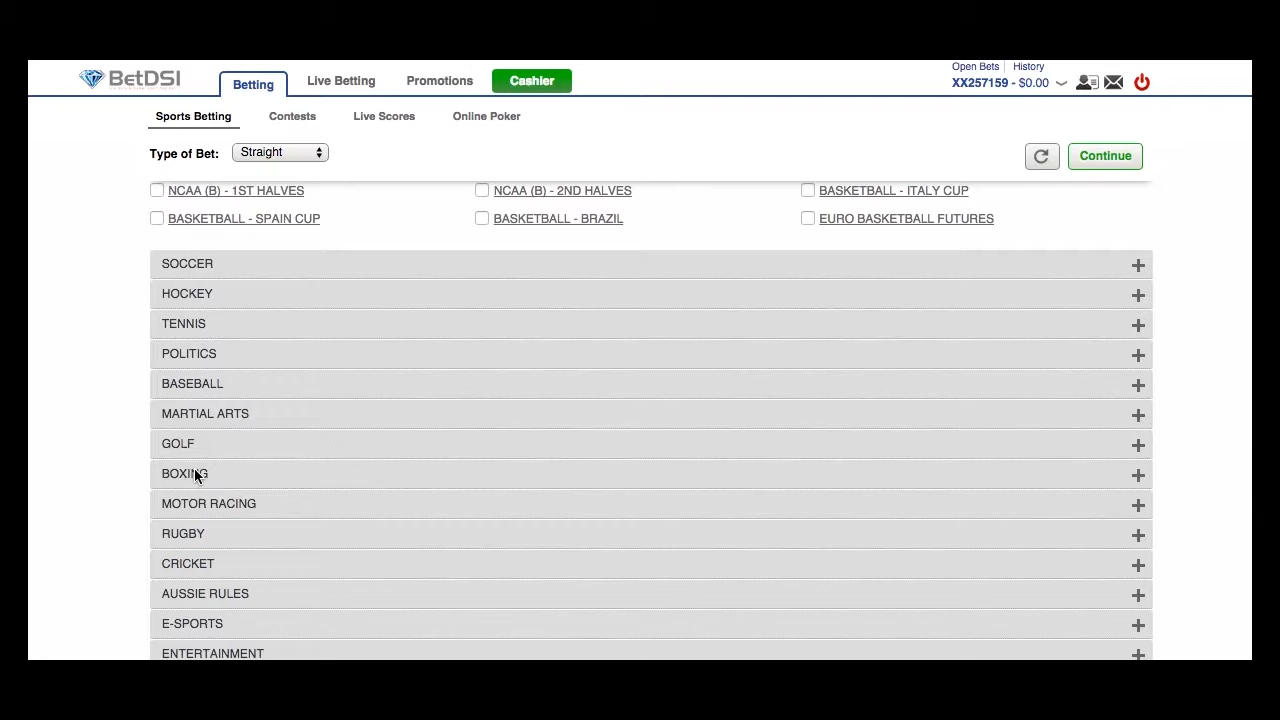 BetDSI
Betting
Live Betting
Promotions
Cashier
Open Bets
History
XX257159 - $0.00
Sports Betting
Contests
Live Scores
Online Poker
Type of Bet:
Straight
Continue
NCAA (B) - 1ST HALVES
NCAA (B) - 2ND HALVES
BASKETBALL - ITALY CUP
BASKETBALL - SPAIN CUP
BASKETBALL - BRAZIL
EURO BASKETBALL FUTURES
SOCCER
HOCKEY
TENNIS
POLITICS
BASEBALL
MARTIAL ARTS
GOLF
BOXING
MOTOR RACING
RUGBY
CRICKET
AUSSIE RULES
E-SPORTS
ENTERTAINMENT